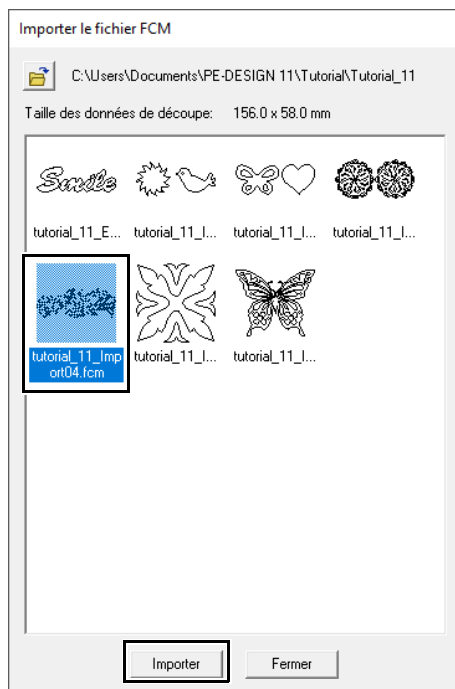 Importer le fichier FCM
C:\Users\Documents\PE-DESIGN 11\Tutorial\Tutorial_11
Taille des données de découpe: 156.0 x 58.0 mm
Smile
tutorial_11_E... tutorial_11_I... tutorial_11_I... tutorial_11_I...
tutorial_11_Imp
ort04.fcm
tutorial_11_I... tutorial_11_I...
Importer Fermer